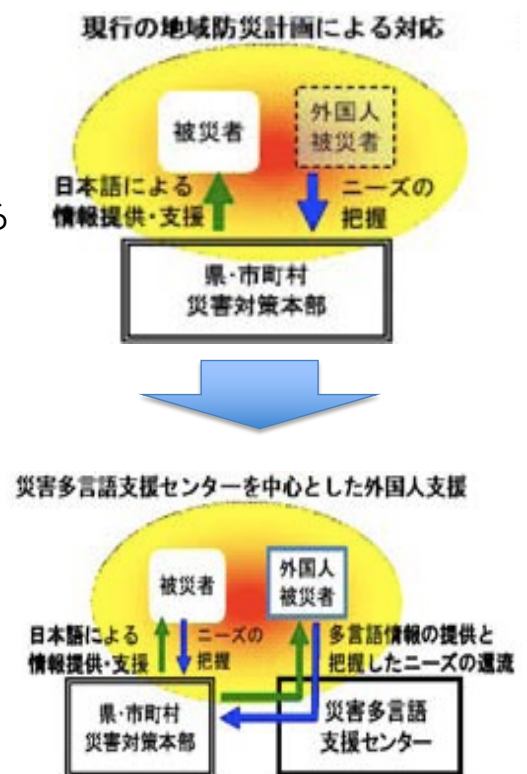 現行の地域防災計画による対応
被災者
外国人
被災者
日本語による
情報提供・支援
ニーズの
把握
る
県・市町村
災害対策本部
災害多言語支援センターを中心とした外国人支援
被災者
外国人
被災者
日本語による
情報提供・支援
ニーズの
把握
多言語情報の提供と
把握したニーズの還流
県・市町村
災害対策本部
災害多言語
支援センター